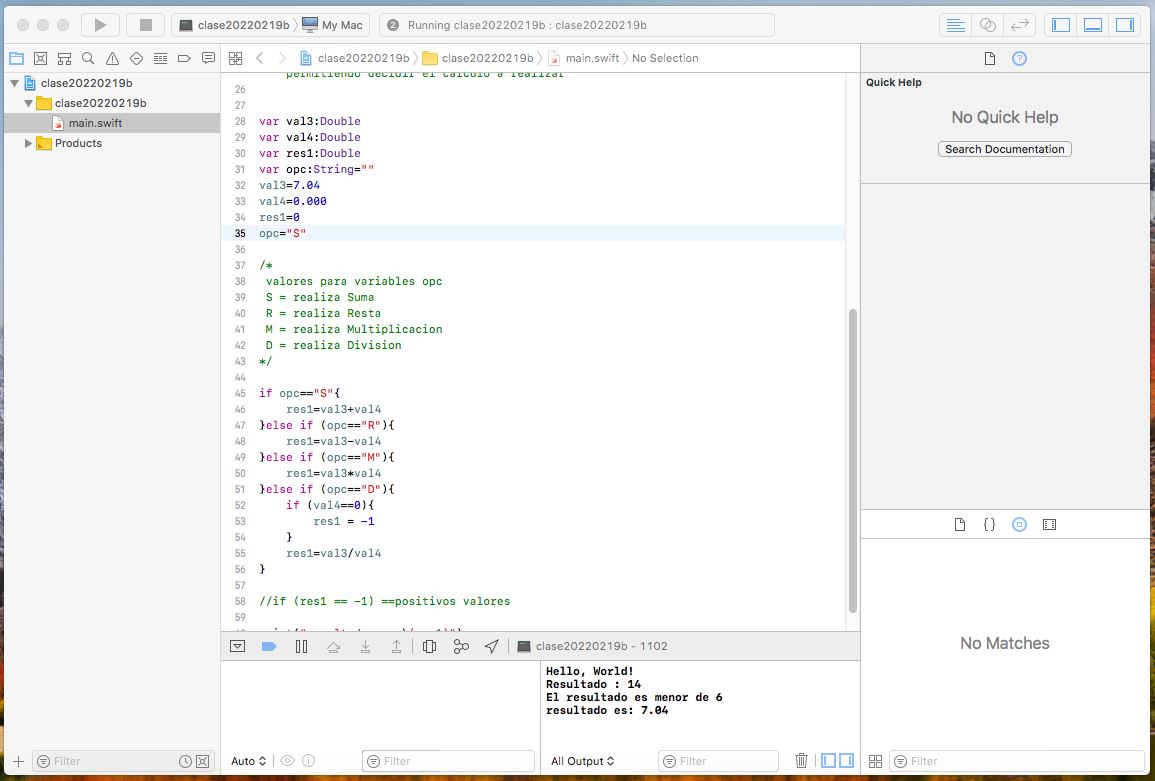 clase20220219b My Mac 2 Running clase20220219b : clase20220219b
clase20220219b
clase20220219b
main.swift
Products
clase20220219b clase20220219b main.swift No Selection
permitiendo decidir el calculo a realizar
26
27
28 var val3:Double
29 var val4:Double
30 var res1:Double
31 var opc:String=""
32 val3=7.04
33 val4=0.000
34 res1=0
35 opc="S"
36
37 /*
38 valores para variables opc
39 S = realiza Suma
40 R = realiza Resta
41 M = realiza Multiplicacion
42 D = realiza Division
43 */
44
45 if opc=="S"{
46 res1=val3+val4
47 }else if (opc=="R"){
48 res1=val3-val4
49 }else if (opc=="M"){
50 res1=val3*val4
51 }else if (opc=="D"){
52 if (val4==0){
53 res1 = -1
54 }
55 res1=val3/val4
56 }
57
58 //if (res1 == -1) ==positivos valores
59
Quick Help
No Quick Help
Search Documentation
No Matches
clase20220219b - 1102
Hello, World!
Resultado : 14
El resultado es menor de 6
resultado es: 7.04
Filter
Auto
Filter
All Output
Filter
Filter